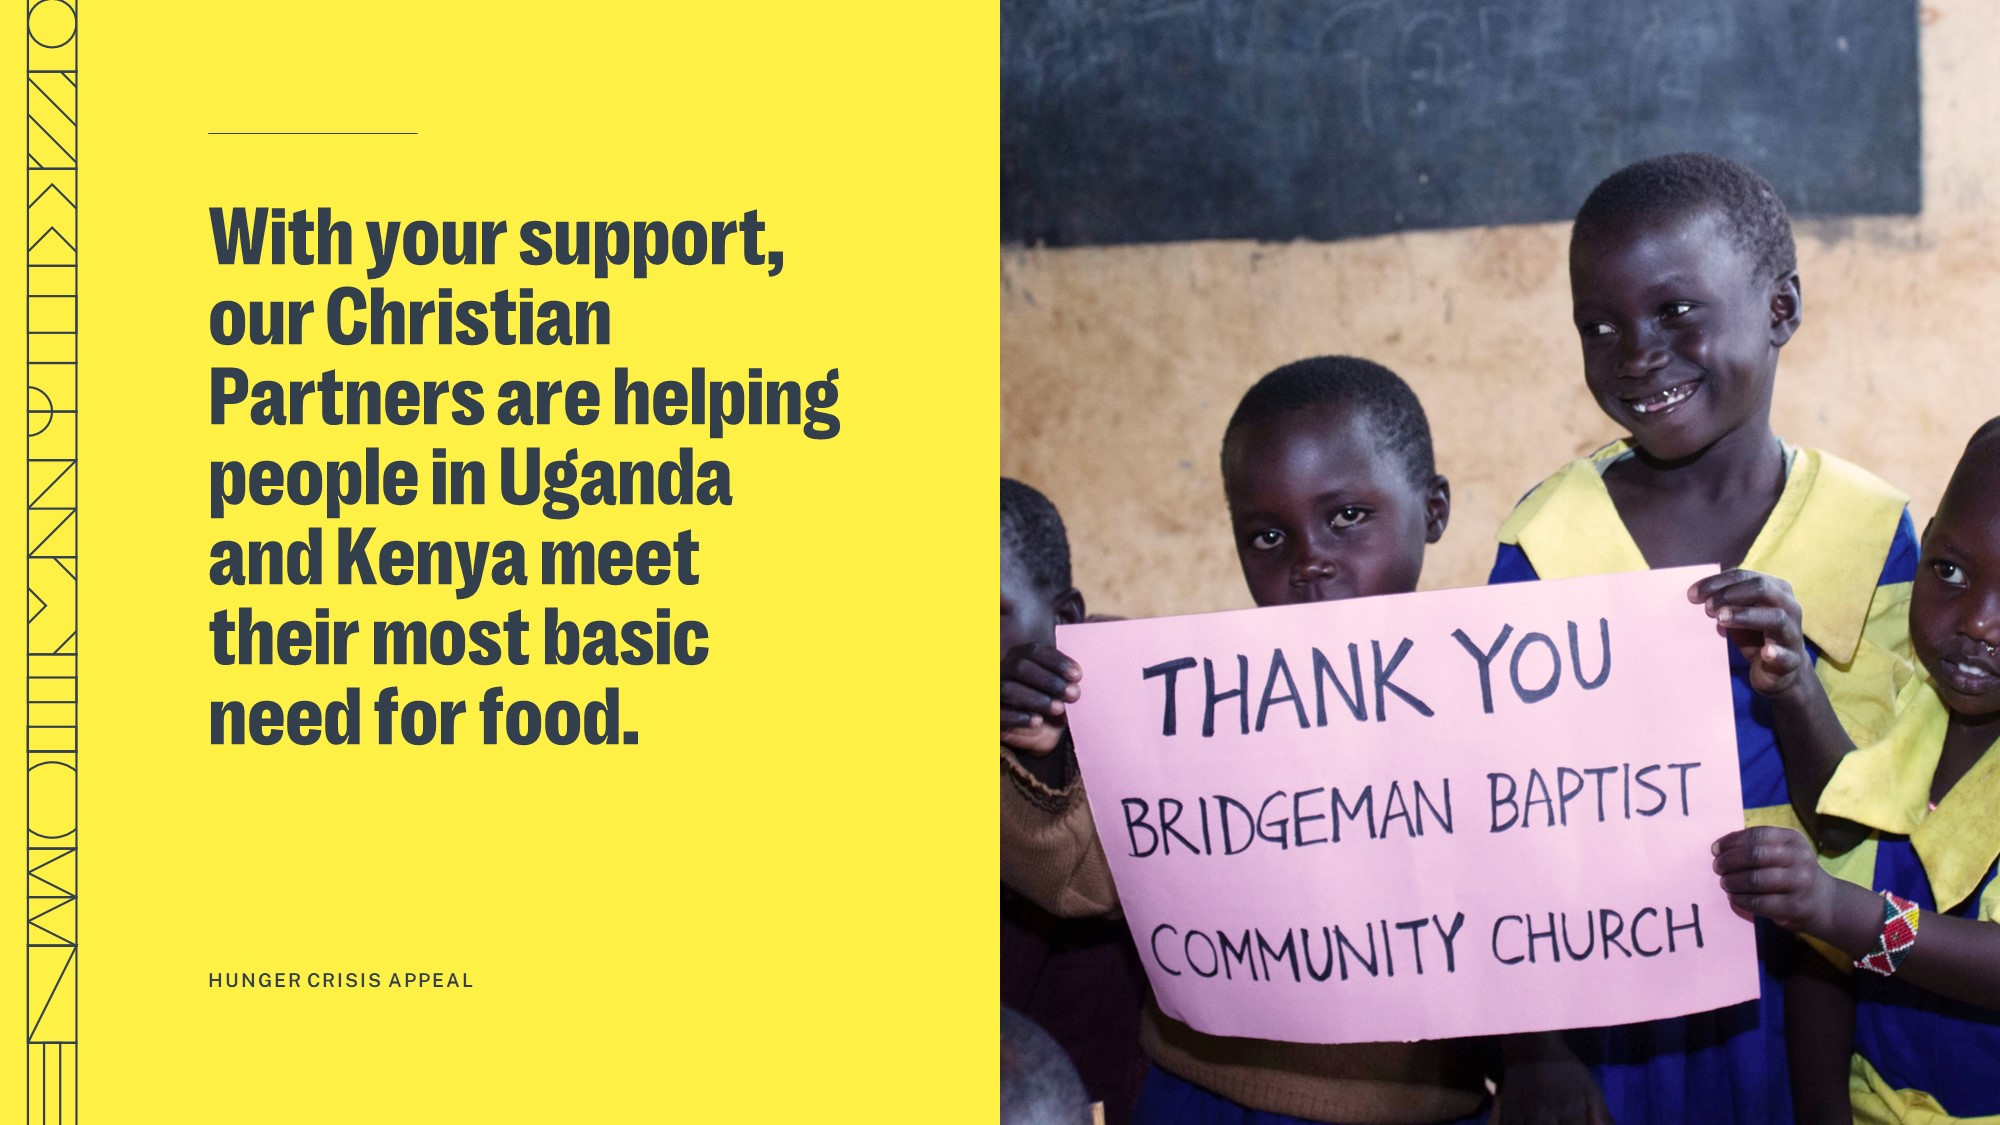 With your support,
our Christian
Partners are helping
people in Uganda
and Kenya meet
their most basic
need for food.
HUNGER CRISIS APPEAL
THANK YOU
BRIDGEMAN BAPTIST
COMMUNITY CHURCH